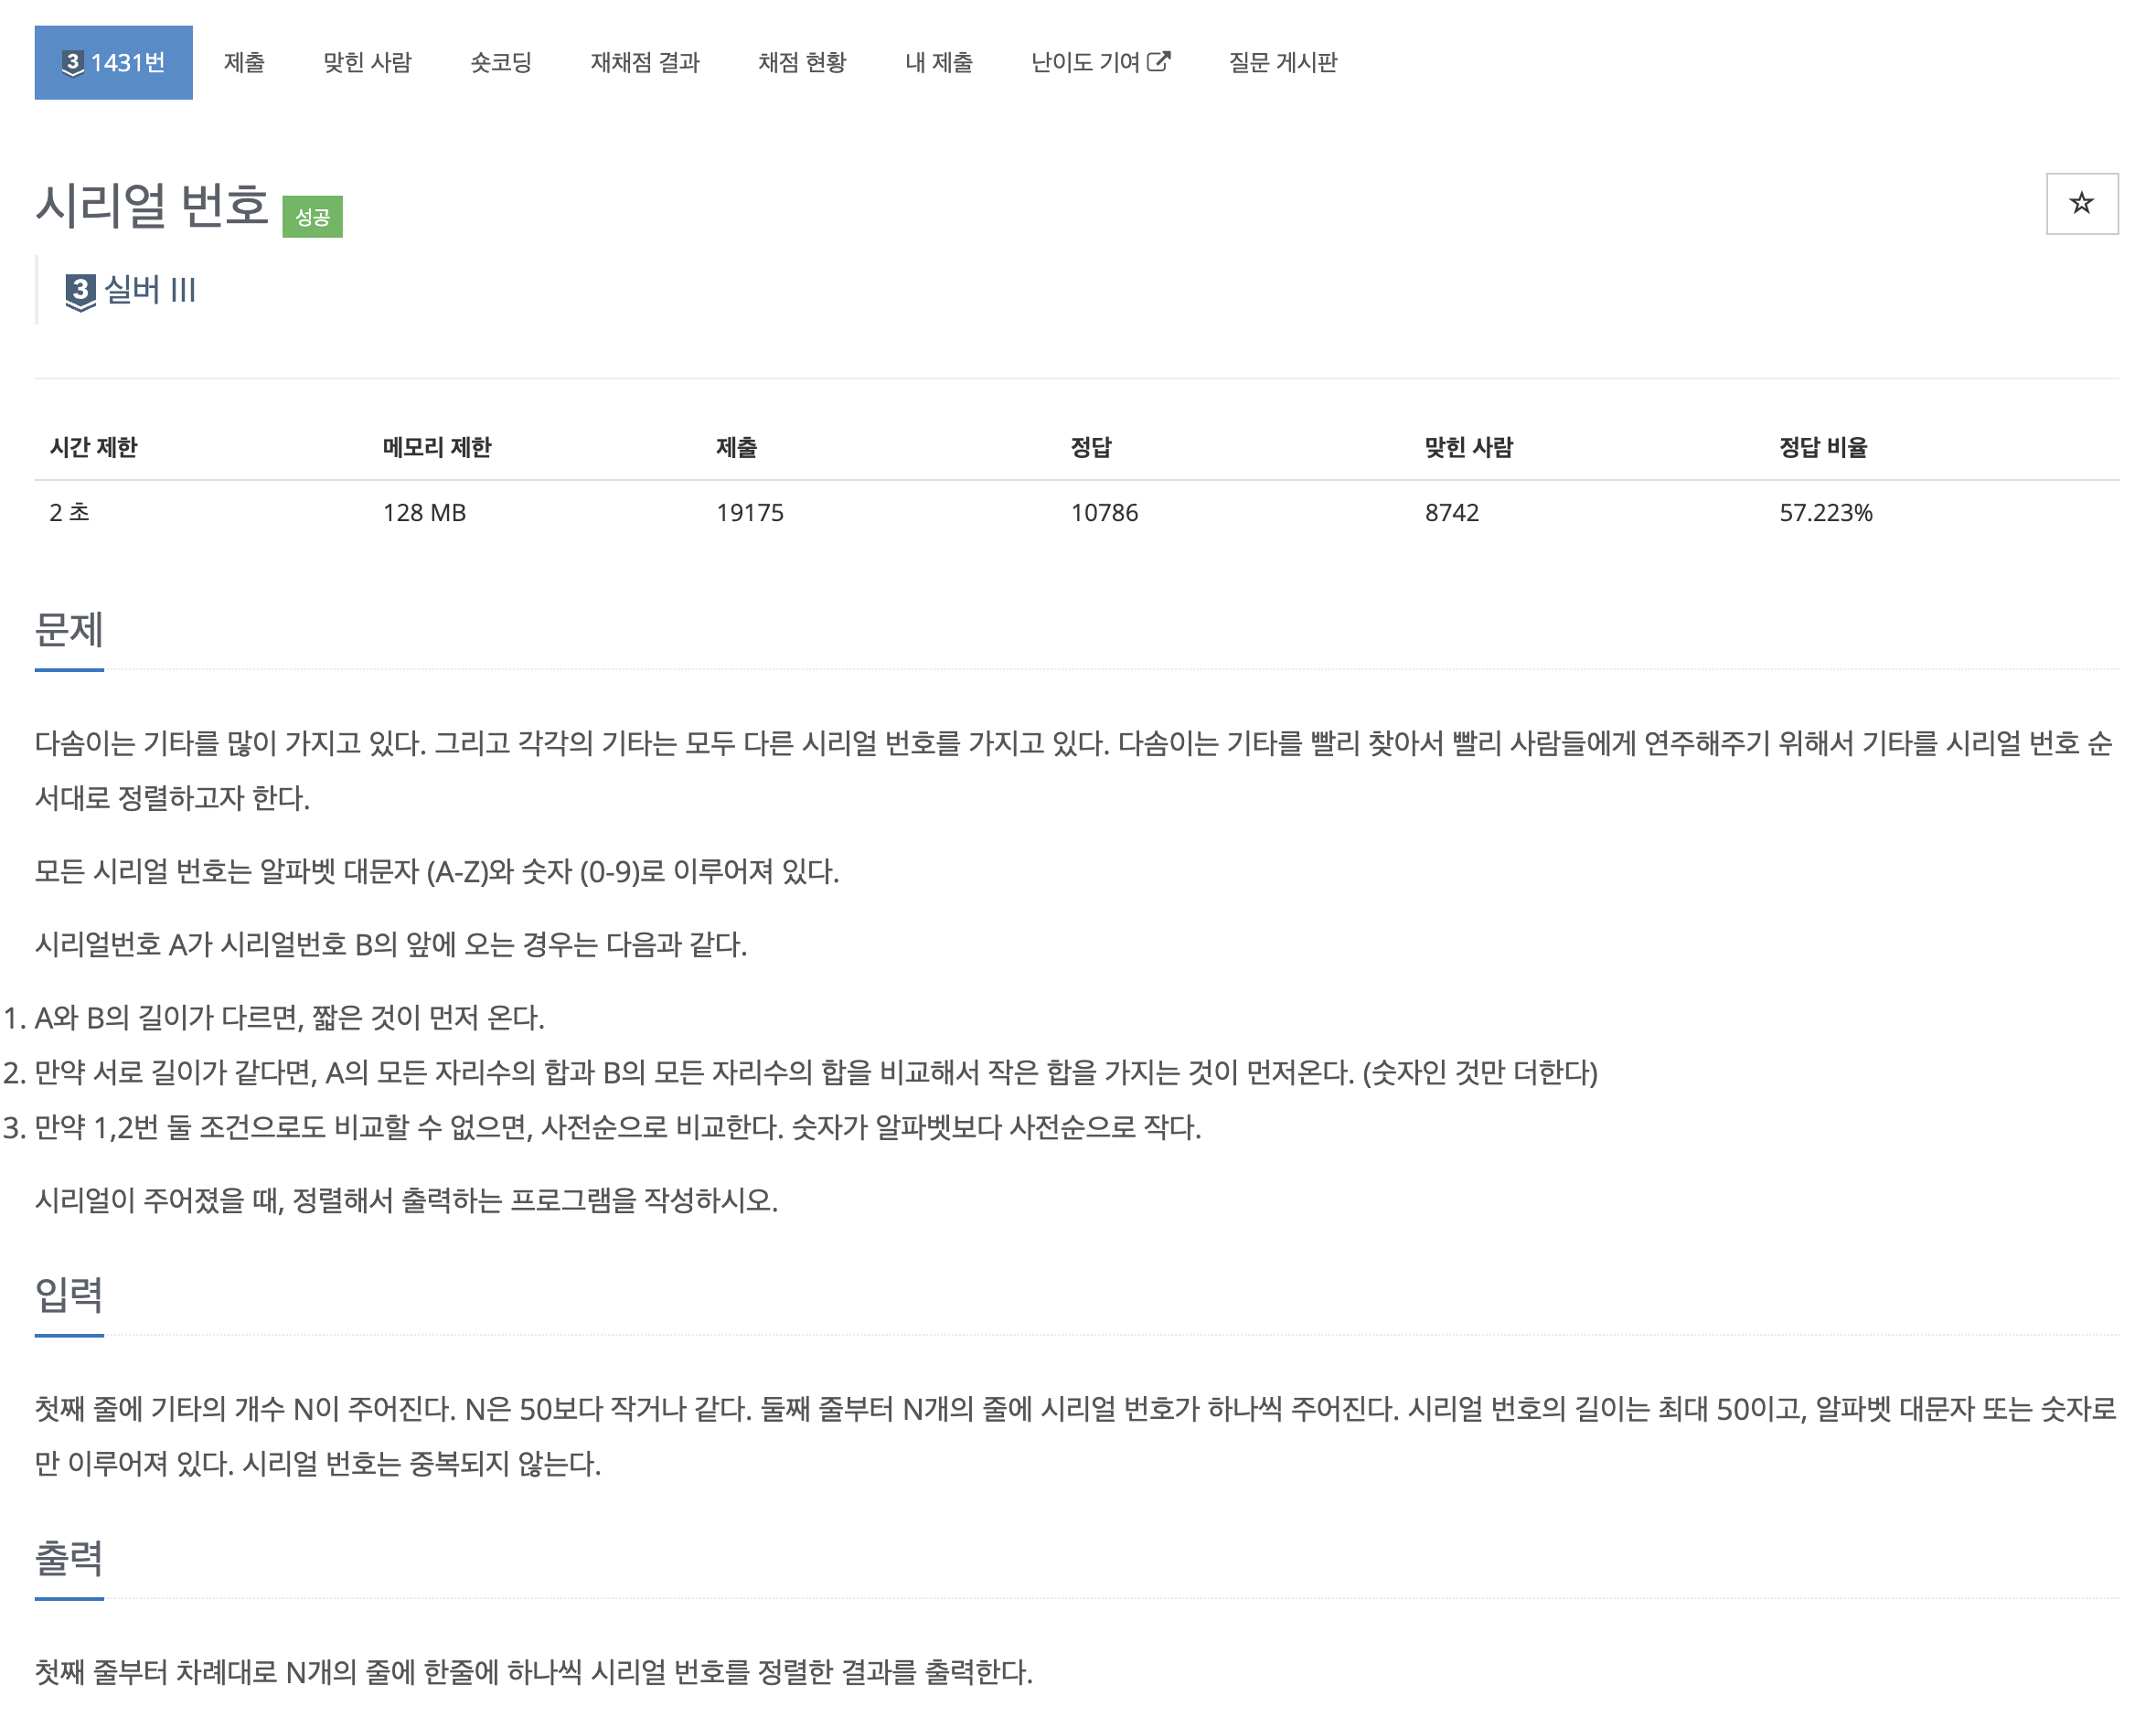 3 1431번 제출 맞힌 사람 숏코딩 재채점 결과 채점 현황 내 제출 난이도 기여 질문 게시판
시리얼 번호 성공
3 실버 III
시간 제한 메모리 제한 제출 정답 맞힌 사람 정답 비율
2 초 128 MB 19175 10786 8742 57.223%
문제
다솜이는 기타를 많이 가지고 있다. 그리고 각각의 기타는 모두 다른 시리얼 번호를 가지고 있다. 다솜이는 기타를 빨리 찾아서 빨리 사람들에게 연주해주기 위해서 기타를 시리얼 번호 순
서대로 정렬하고자 한다.
모든 시리얼 번호는 알파벳 대문자 (A-Z)와 숫자 (0-9)로 이루어져 있다.
시리얼번호 A가 시리얼번호 B의 앞에 오는 경우는 다음과 같다.
1. A와 B의 길이가 다르면, 짧은 것이 먼저 온다.
2. 만약 서로 길이가 같다면, A의 모든 자리수의 합과 B의 모든 자리수의 합을 비교해서 작은 합을 가지는 것이 먼저온다. (숫자인 것만 더한다)
3. 만약 1,2번 둘 조건으로도 비교할 수 없으면, 사전순으로 비교한다. 숫자가 알파벳보다 사전순으로 작다.
시리얼이 주어졌을 때, 정렬해서 출력하는 프로그램을 작성하시오.
입력
첫째 줄에 기타의 개수 N이 주어진다. N은 50보다 작거나 같다. 둘째 줄부터 N개의 줄에 시리얼 번호가 하나씩 주어진다. 시리얼 번호의 길이는 최대 50이고, 알파벳 대문자 또는 숫자로
만 이루어져 있다. 시리얼 번호는 중복되지 않는다.
출력
첫째 줄부터 차례대로 N개의 줄에 한줄에 하나씩 시리얼 번호를 정렬한 결과를 출력한다.